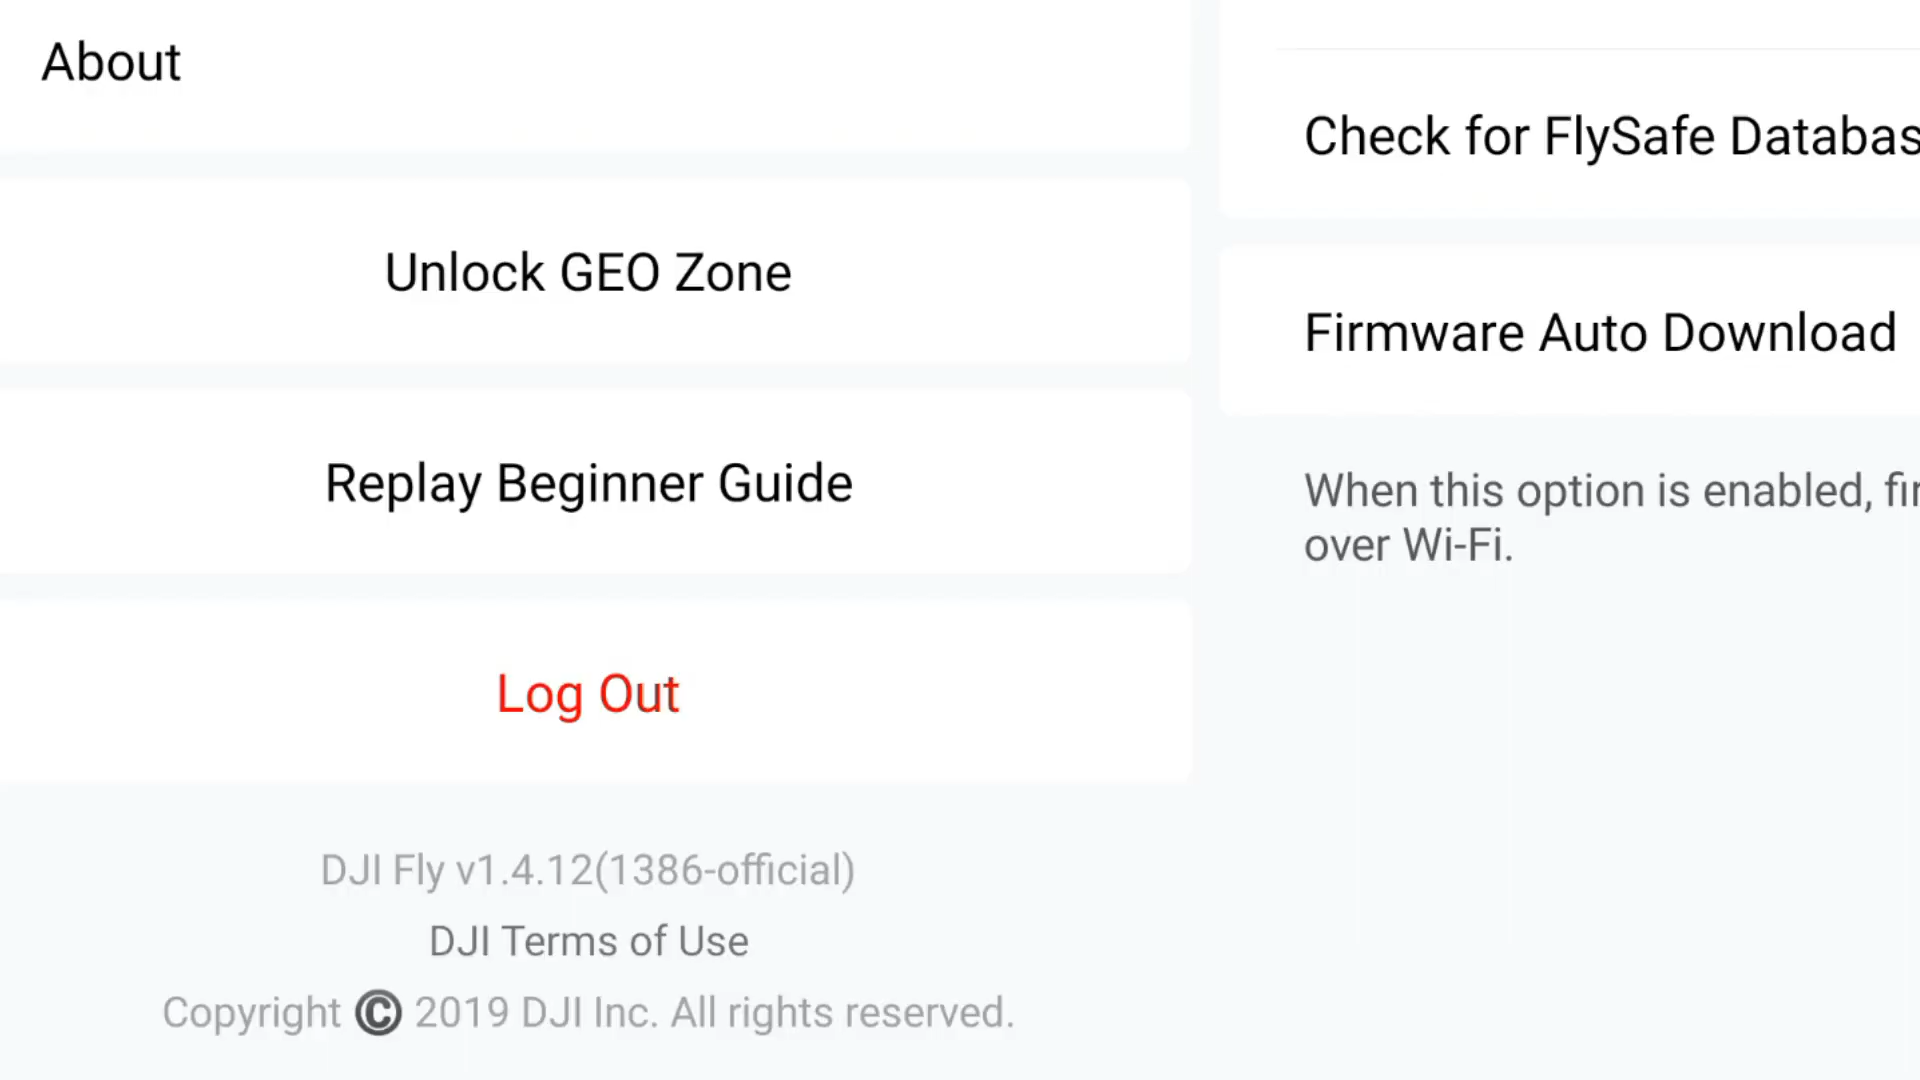 About
Unlock GEO Zone
Replay Beginner Guide
Log Out
DJI Fly v1.4.12(1386-official)
DJI Terms of Use
Copyright © 2019 DJI Inc. All rights reserved.
Check for FlySafe Databas
Firmware Auto Download
When this option is enabled, fir
over Wi-Fi.